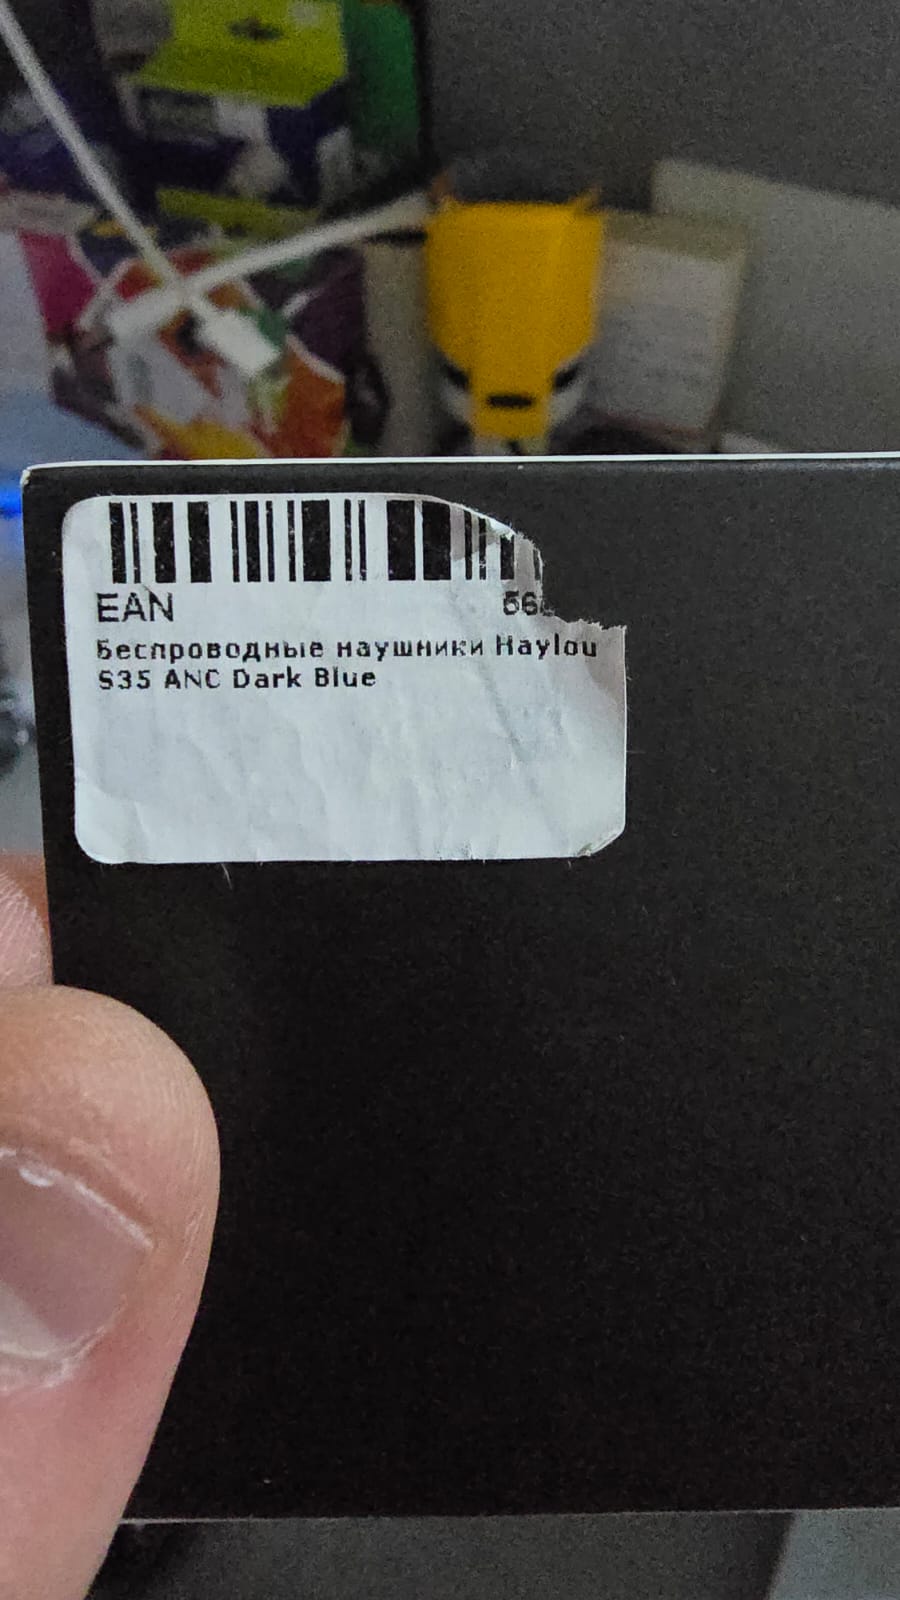 EAN
Беспроводные наушники Haylou
S35 ANC Dark Blue